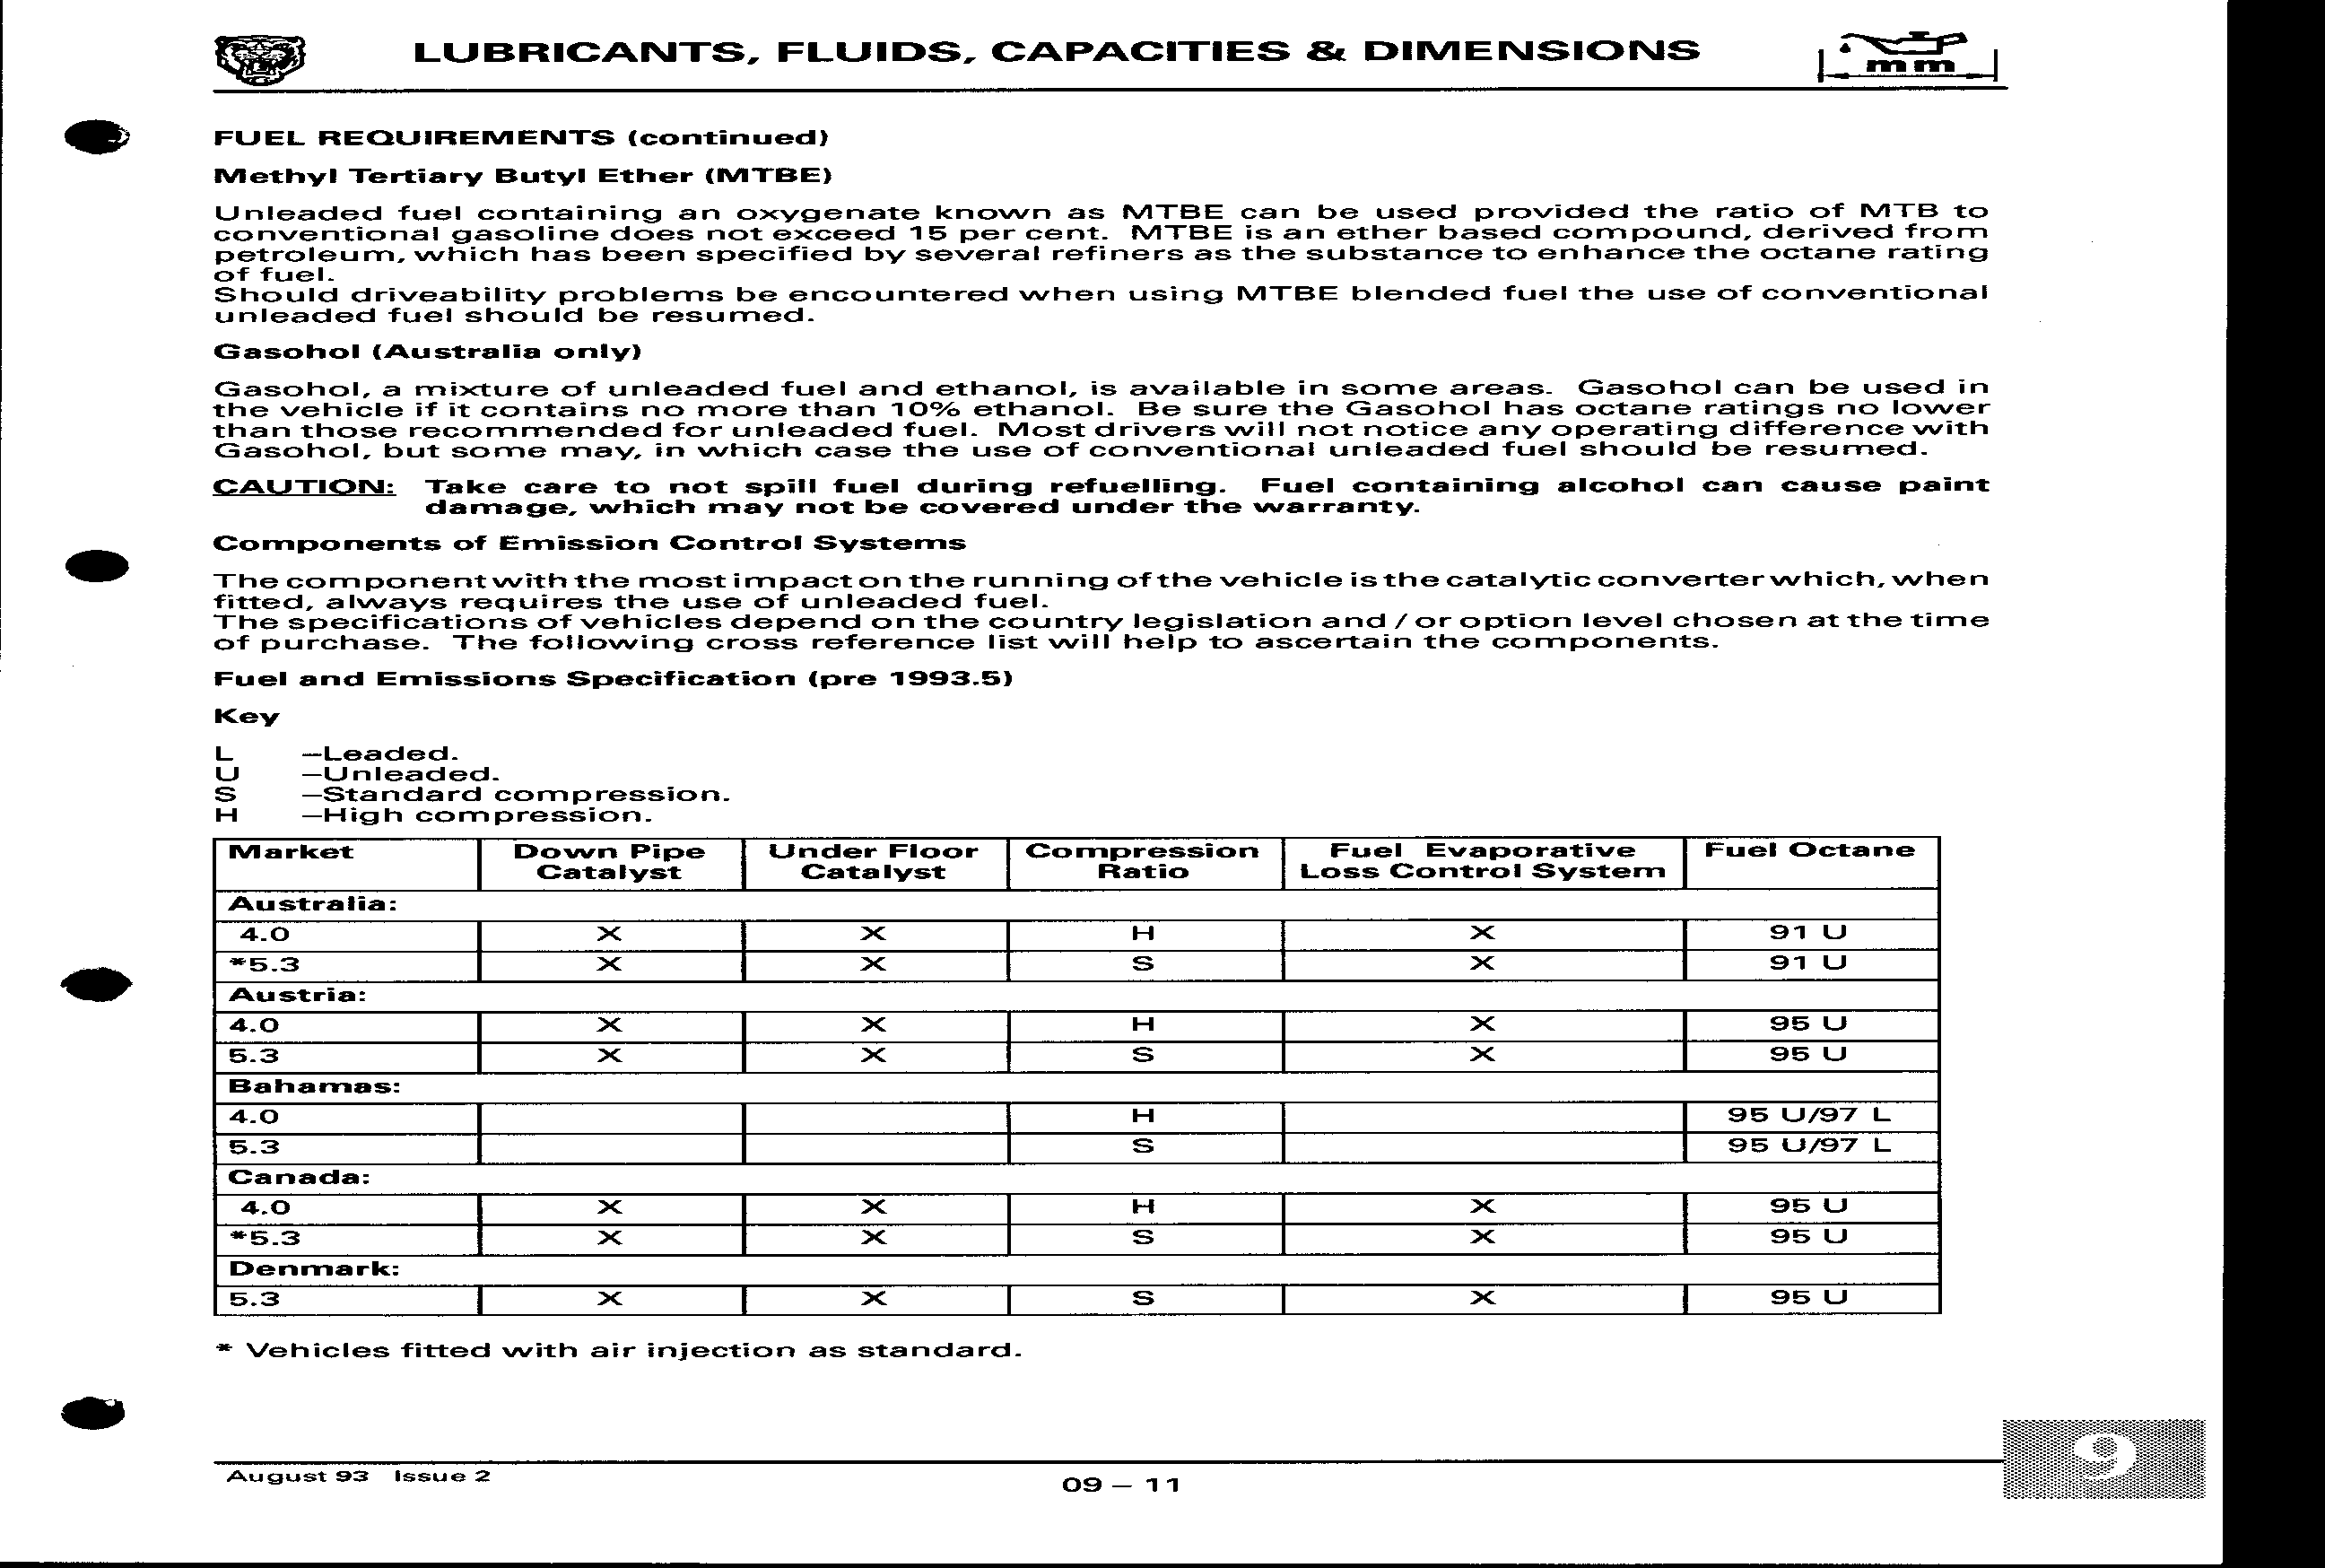 LUBRICANTS, FLUIDS, CAPACITIES & DIMENSIONS
mm
FUEL REQUIREMENTS (continued)
Methyl Tertiary Butyl Ether (MTBE)
Unleaded fuel containing an oxygenate known as MTBE can be used provided the ratio of MTB to
conventional gasoline does not exceed 15 per cent. MTBE is an ether based compound, derived from
petroleum, which has been specified by several refiners as the substance to enhance the octane rating
of fuel.
Should driveability problems be encountered when using MTBE blended fuel the use of conventional
unleaded fuel should be resumed.
Gasohol (Australia only)
Gasohol, a mixture of unleaded fuel and ethanol, is available in some areas. Gasohol can be used in
the vehicle if it contains no more than 10% ethanol. Be sure the Gasohol has octane ratings no lower
than those recommended for unleaded fuel. Most drivers will not notice any operating difference with
Gasohol, but some may, in which case the use of conventional unleaded fuel should be resumed.
CAUTION: Take care to not spill fuel during refuelling. Fuel containing alcohol can cause paint
damage, which may not be covered under the warranty.
Components of Emission Control Systems
The component with the most impact on the running of the vehicle is the catalytic converter which, when
fitted, always requires the use of unleaded fuel.
The specifications of vehicles depend on the country legislation and / or option level chosen at the time
of purchase. The following cross reference list will help to ascertain the components.
Fuel and Emissions Specification (pre 1993.5)
Key
L –Leaded.
U –Unleaded.
S –Standard compression.
H –High compression.
Market Down Pipe Under Floor Compression Fuel Evaporative Fuel Octane
Catalyst Catalyst Ratio Loss Control System
Australia:
4.0 X X H X 91 U
*5.3 X X S X 91 U
Austria:
4.0 X X H X 95 U
5.3 X X S X 95 U
Bahamas:
4.0 H 95 U/97 L
5.3 S 95 U/97 L
Canada:
4.0 X X H X 95 U
*5.3 X X S X 95 U
Denmark:
5.3 X X S X 95 U
* Vehicles fitted with air injection as standard.
August 93 Issue 2
09 – 11
9